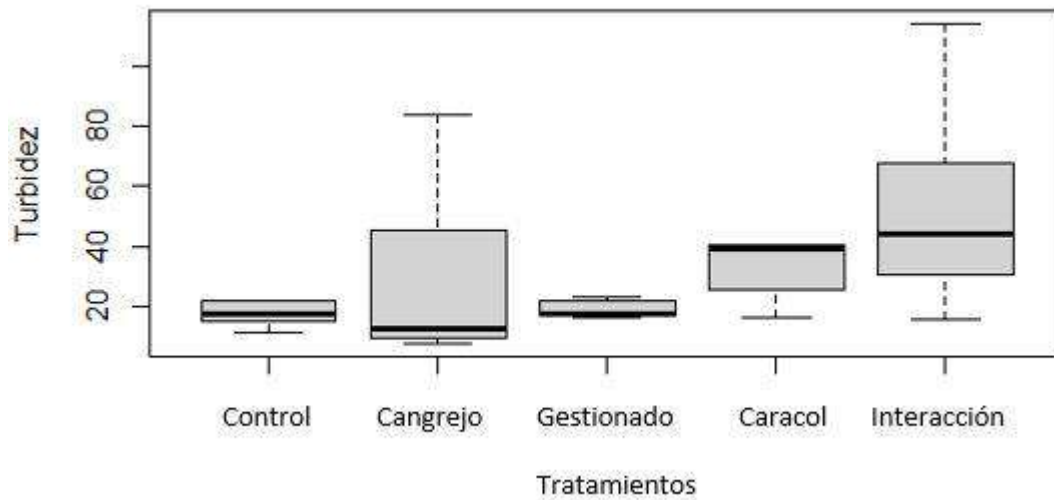 Turbidez
80
60
40
20
Control Cangrejo Gestionado Caracol Interacción
Tratamientos